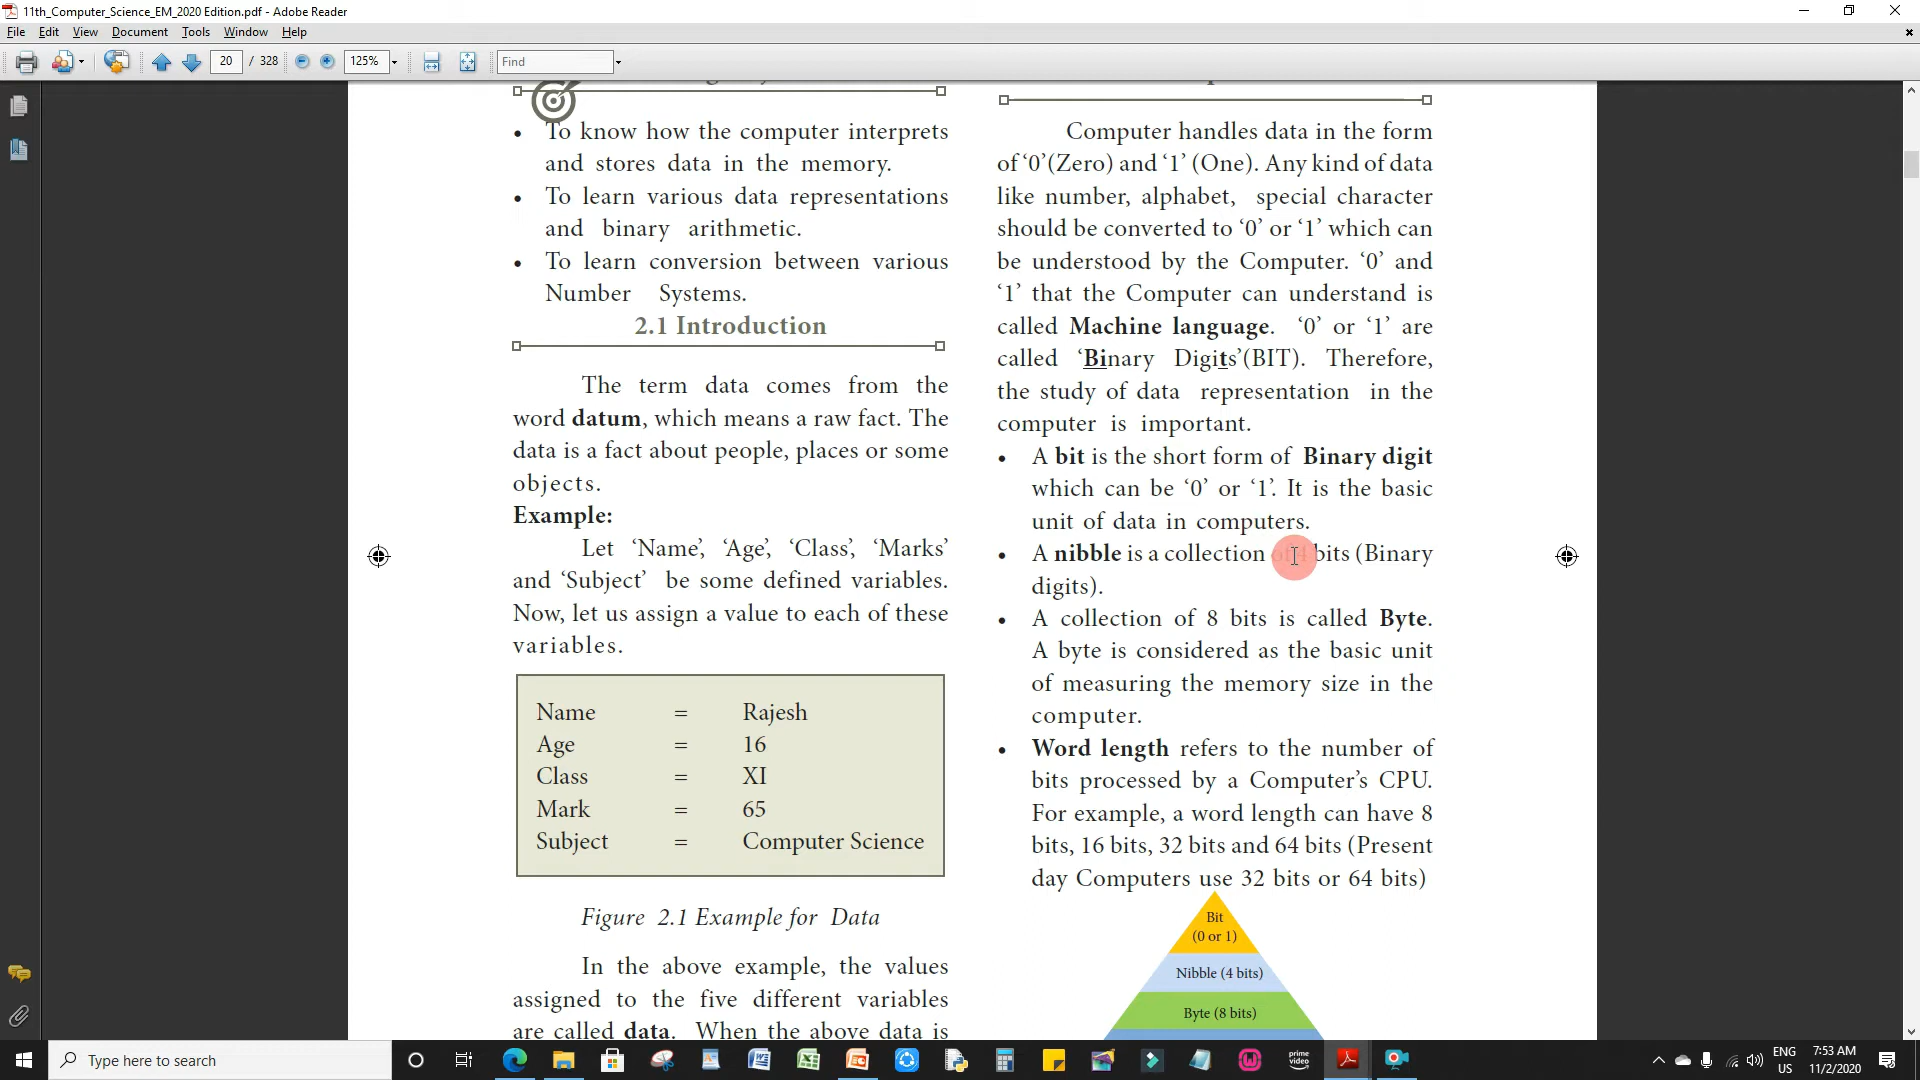 11th_Computer_Science_EM_2020 Edition.pdf - Adobe Reader
File Edit View Document Tools Window Help
20 / 328 125% Find
• To know how the computer interprets
and stores data in the memory.
• To learn various data representations
and binary arithmetic.
• To learn conversion between various
Number Systems.
2.1 Introduction
The term data comes from the
word datum, which means a raw fact. The
data is a fact about people, places or some
objects.
Example:
Let ‘Name’, ‘Age’, ‘Class’, ‘Marks’
and ‘Subject’ be some defined variables.
Now, let us assign a value to each of these
variables.
Name = Rajesh
Age = 16
Class = XI
Mark = 65
Subject = Computer Science
Figure 2.1 Example for Data
In the above example, the values
assigned to the five different variables
are called data. When the above data is
Computer handles data in the form
of ‘0’(Zero) and ‘1’ (One). Any kind of data
like number, alphabet, special character
should be converted to ‘0’ or ‘1’ which can
be understood by the Computer. ‘0’ and
‘1’ that the Computer can understand is
called Machine language. ‘0’ or ‘1’ are
called ‘Binary Digits’(BIT). Therefore,
the study of data representation in the
computer is important.
• A bit is the short form of Binary digit
which can be ‘0’ or ‘1’. It is the basic
unit of data in computers.
• A nibble is a collection of 4 bits (Binary
digits).
• A collection of 8 bits is called Byte.
A byte is considered as the basic unit
of measuring the memory size in the
computer.
• Word length refers to the number of
bits processed by a Computer’s CPU.
For example, a word length can have 8
bits, 16 bits, 32 bits and 64 bits (Present
day Computers use 32 bits or 64 bits)
Bit
(0 or 1)
Nibble (4 bits)
Byte (8 bits)
Type here to search
prime
video
ENG
US
7:53 AM
11/2/2020